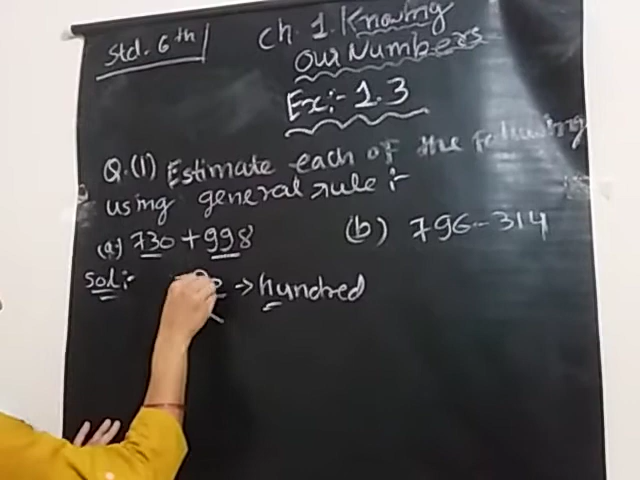 Std. 6th
Ch. 1. Knowing
Our Numbers
Ex:- 1.3
Q.(1) Estimate each of the following
using general rule:-
(a) 730 + 998
(b) 796 - 314
Sol:-
→ hundred